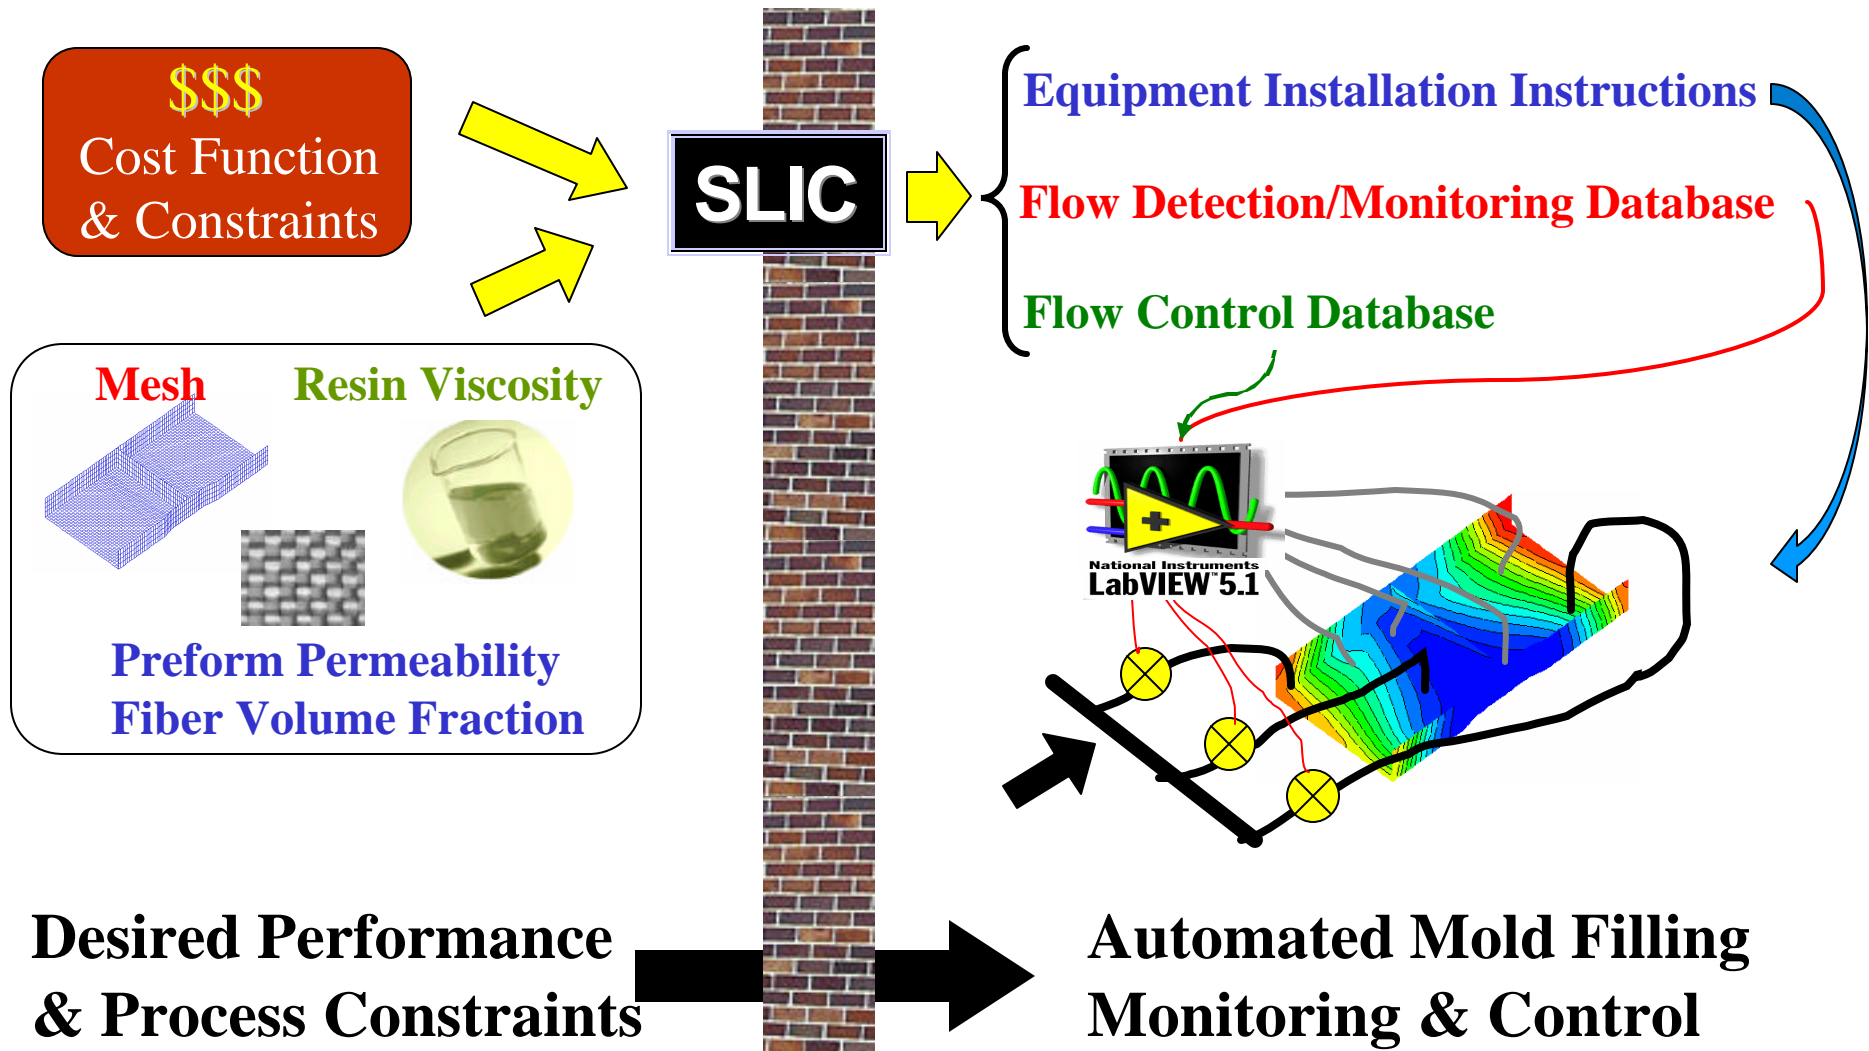 $$$
Cost Function
& Constraints
Mesh
Resin Viscosity
Preform Permeability
Fiber Volume Fraction
SLIC
Equipment Installation Instructions
Flow Detection/Monitoring Database
Flow Control Database
National Instruments
LabVIEW™ 5.1
Desired Performance
& Process Constraints
Automated Mold Filling
Monitoring & Control